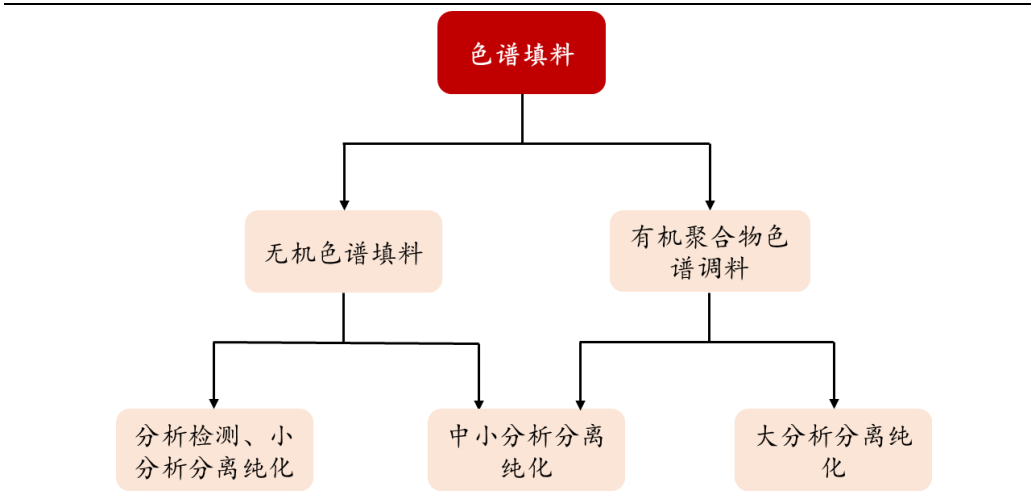 色谱填料
无机色谱填料
有机聚合物色
谱调料
分析检测、小
分析分离纯化
中小分析分离
纯化
大分析分离纯
化